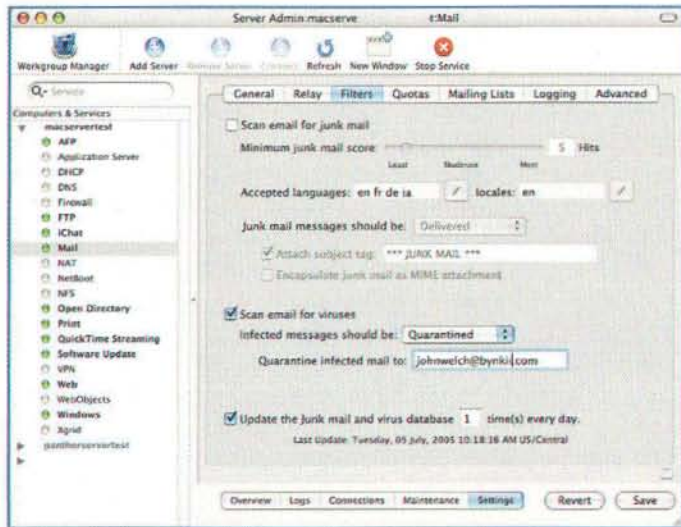 Server Admin:macserve t:Mail
Workgroup Manager Add Server Remove Server Connect Refresh New Window Stop Service
Service
Computers & Services
General Relay Filters Quotas Mailing Lists Logging Advanced
macservertest
AFP
Application Server
DHCP
DNS
Firewall
FTP
iChat
Mail
NAT
NetBoot
NFS
Open Directory
Print
QuickTime Streaming
Software Update
VPN
Web
WebObjects
Windows
Xgrid
pantherservertest
Scan email for junk mail
Minimum junk mail score: 5 Hits
Least Moderate Most
Accepted languages: en fr de ja locales: en
Junk mail messages should be: Delivered
Attach subject tag: *** JUNK MAIL ***
Encapsulate junk mail as MIME attachment
Scan email for viruses
Infected messages should be: Quarantined
Quarantine infected mail to: johnwelch@bynkii.com
Update the Junk mail and virus database 1 time(s) every day.
Last Update: Tuesday, 05 July, 2005 10:18:16 AM US/Central
Overview Logs Connections Maintenance Settings Revert Save